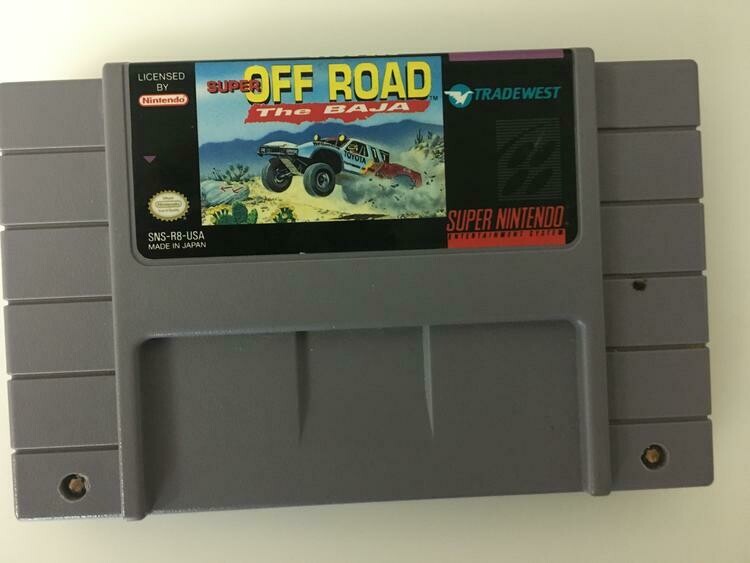 LICENSED
BY
Nintendo
SUPER OFF ROAD
The BAJA TM
TRADEWEST
TOYOTA
SNS-R8-USA
MADE IN JAPAN
SUPER NINTENDO
ENTERTAINMENT SYSTEM